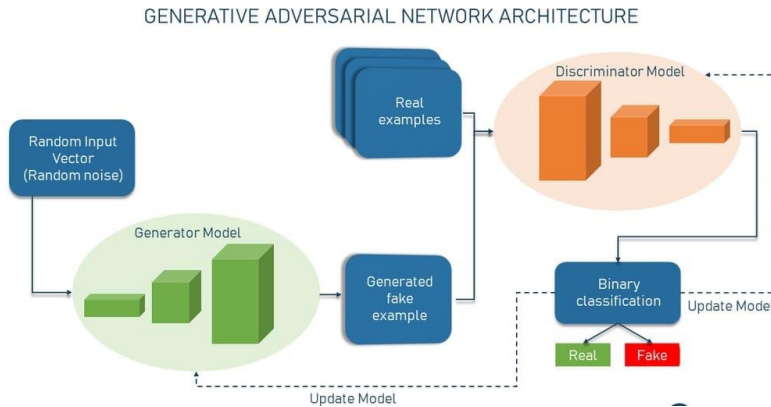 GENERATIVE ADVERSARIAL NETWORK ARCHITECTURE
Real
examples
Discriminator Model
Random Input
Vector
(Random noise)
Generator Model
Generated
fake
example
Binary
classification
Update Model
Real
Fake
Update Model